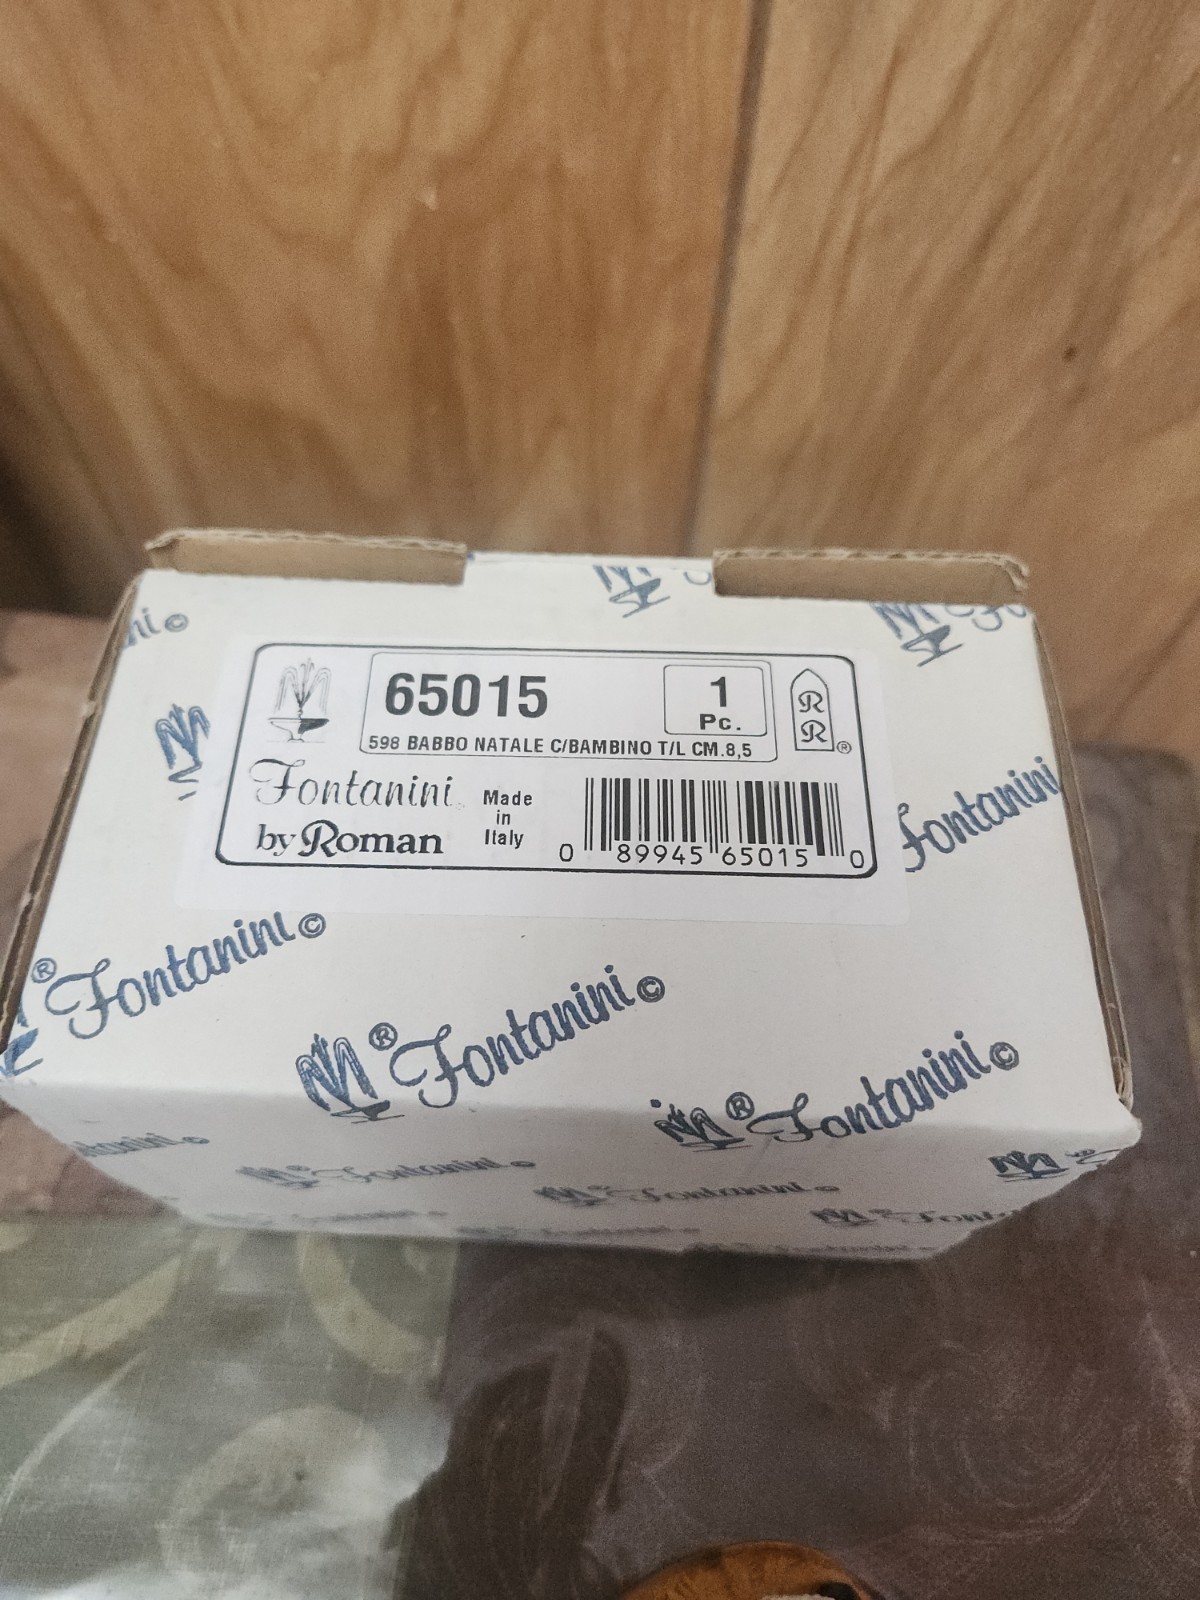 65015
1
Pc.
598 BABBO NATALE C/BAMBINO T/L CM.8,5
R
R
®
Fontanini
by Roman
Made
in
Italy
0 89945 65015 0
ni ©
Fontanini
® Fontanini ©
® Fontanini ©
® Fontanini ©
Fontanini ©
Fontanini